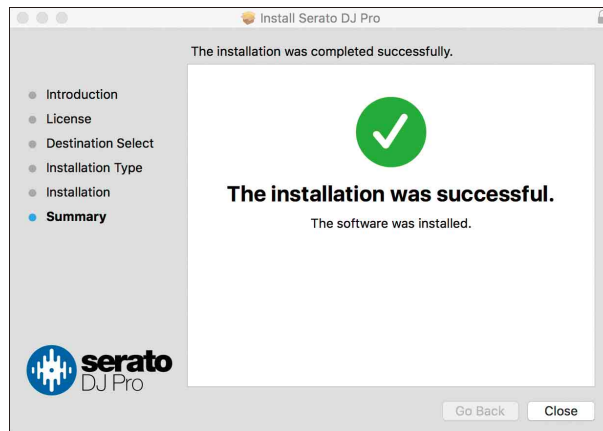 Install Serato DJ Pro
The installation was completed successfully.
Introduction
License
Destination Select
Installation Type
Installation
Summary
The installation was successful.
The software was installed.
serato
DJ Pro
Go Back
Close